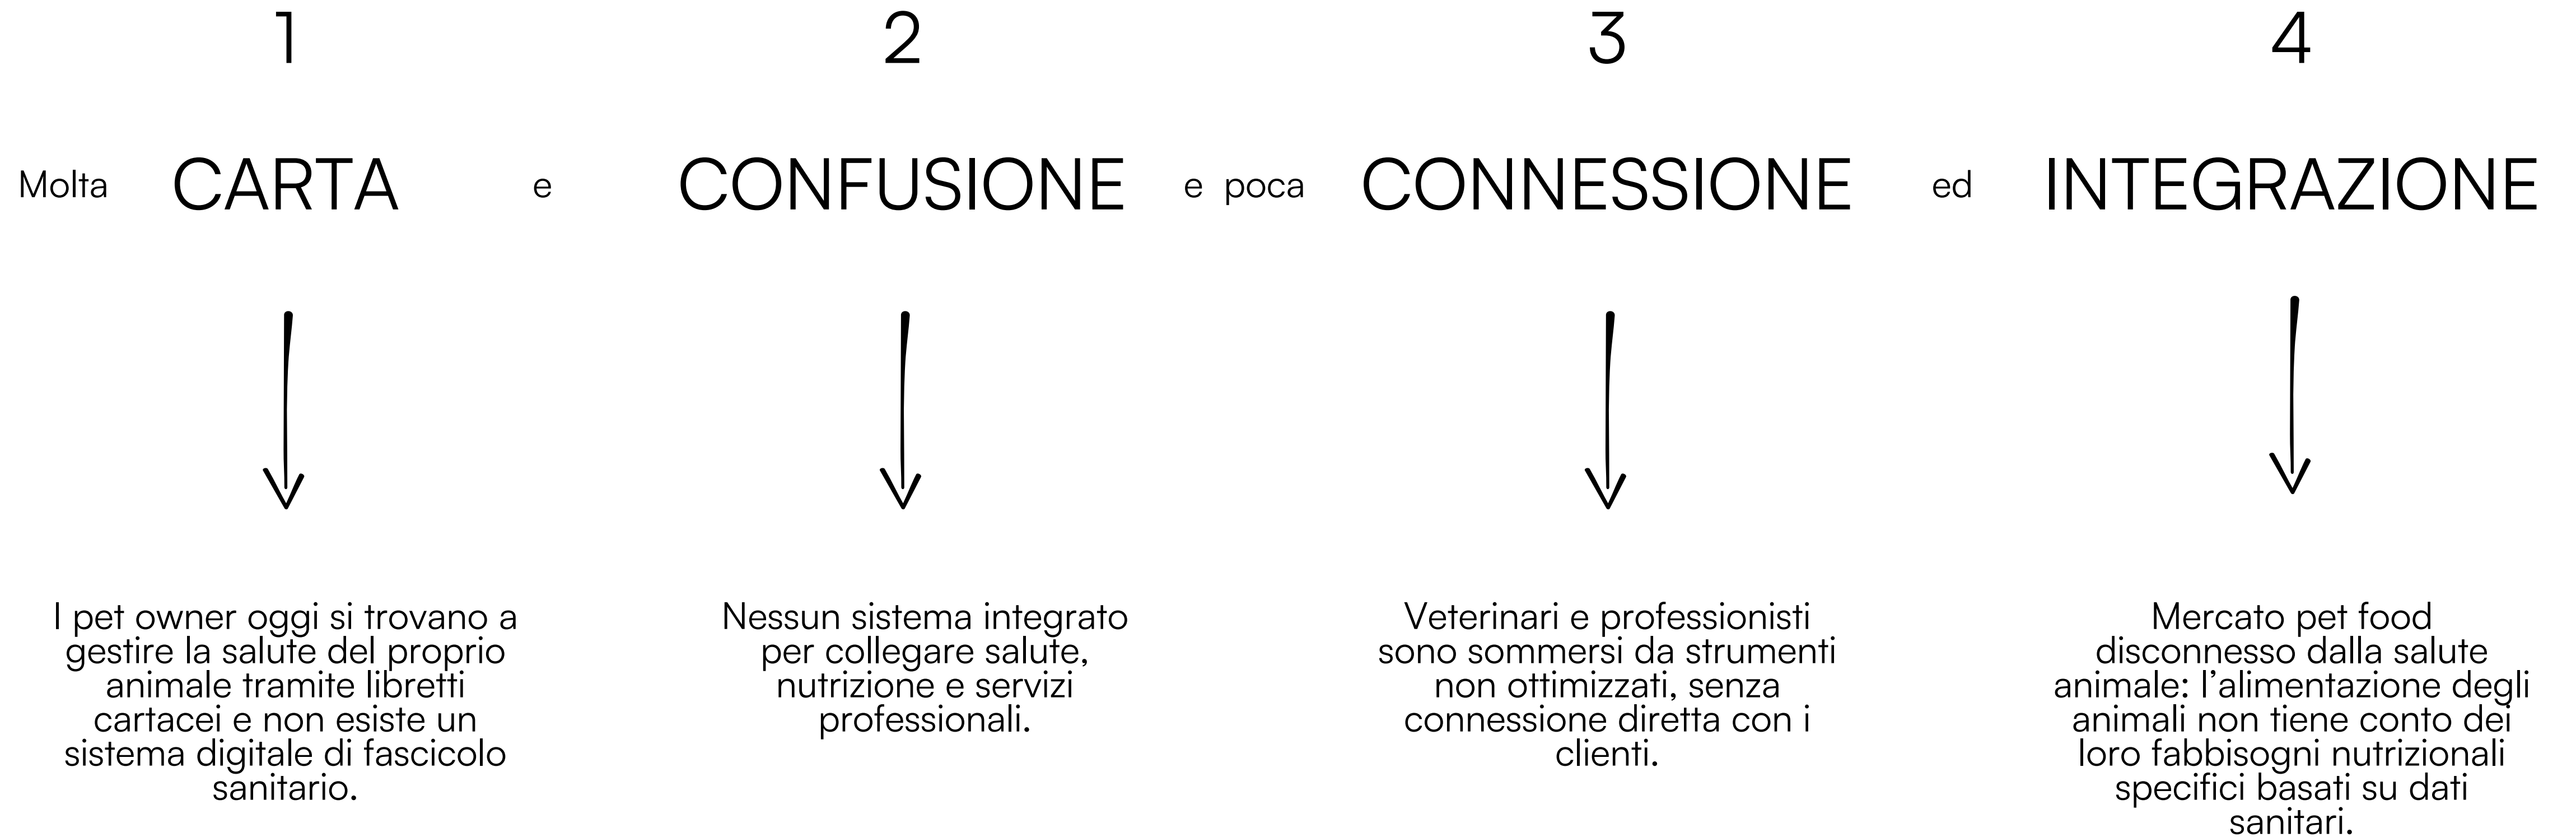 1
2
3
4
Molta CARTA e CONFUSIONE e poca CONNESSIONE ed INTEGRAZIONE
I pet owner oggi si trovano a
gestire la salute del proprio
animale tramite libretti
cartacei e non esiste un
sistema digitale di fascicolo
sanitario.
Nessun sistema integrato
per collegare salute,
nutrizione e servizi
professionali.
Veterinari e professionisti
sono sommersi da strumenti
non ottimizzati, senza
connessione diretta con i
clienti.
Mercato pet food
disconnesso dalla salute
animale: l’alimentazione degli
animali non tiene conto dei
loro fabbisogni nutrizionali
specifici basati su dati
sanitari.